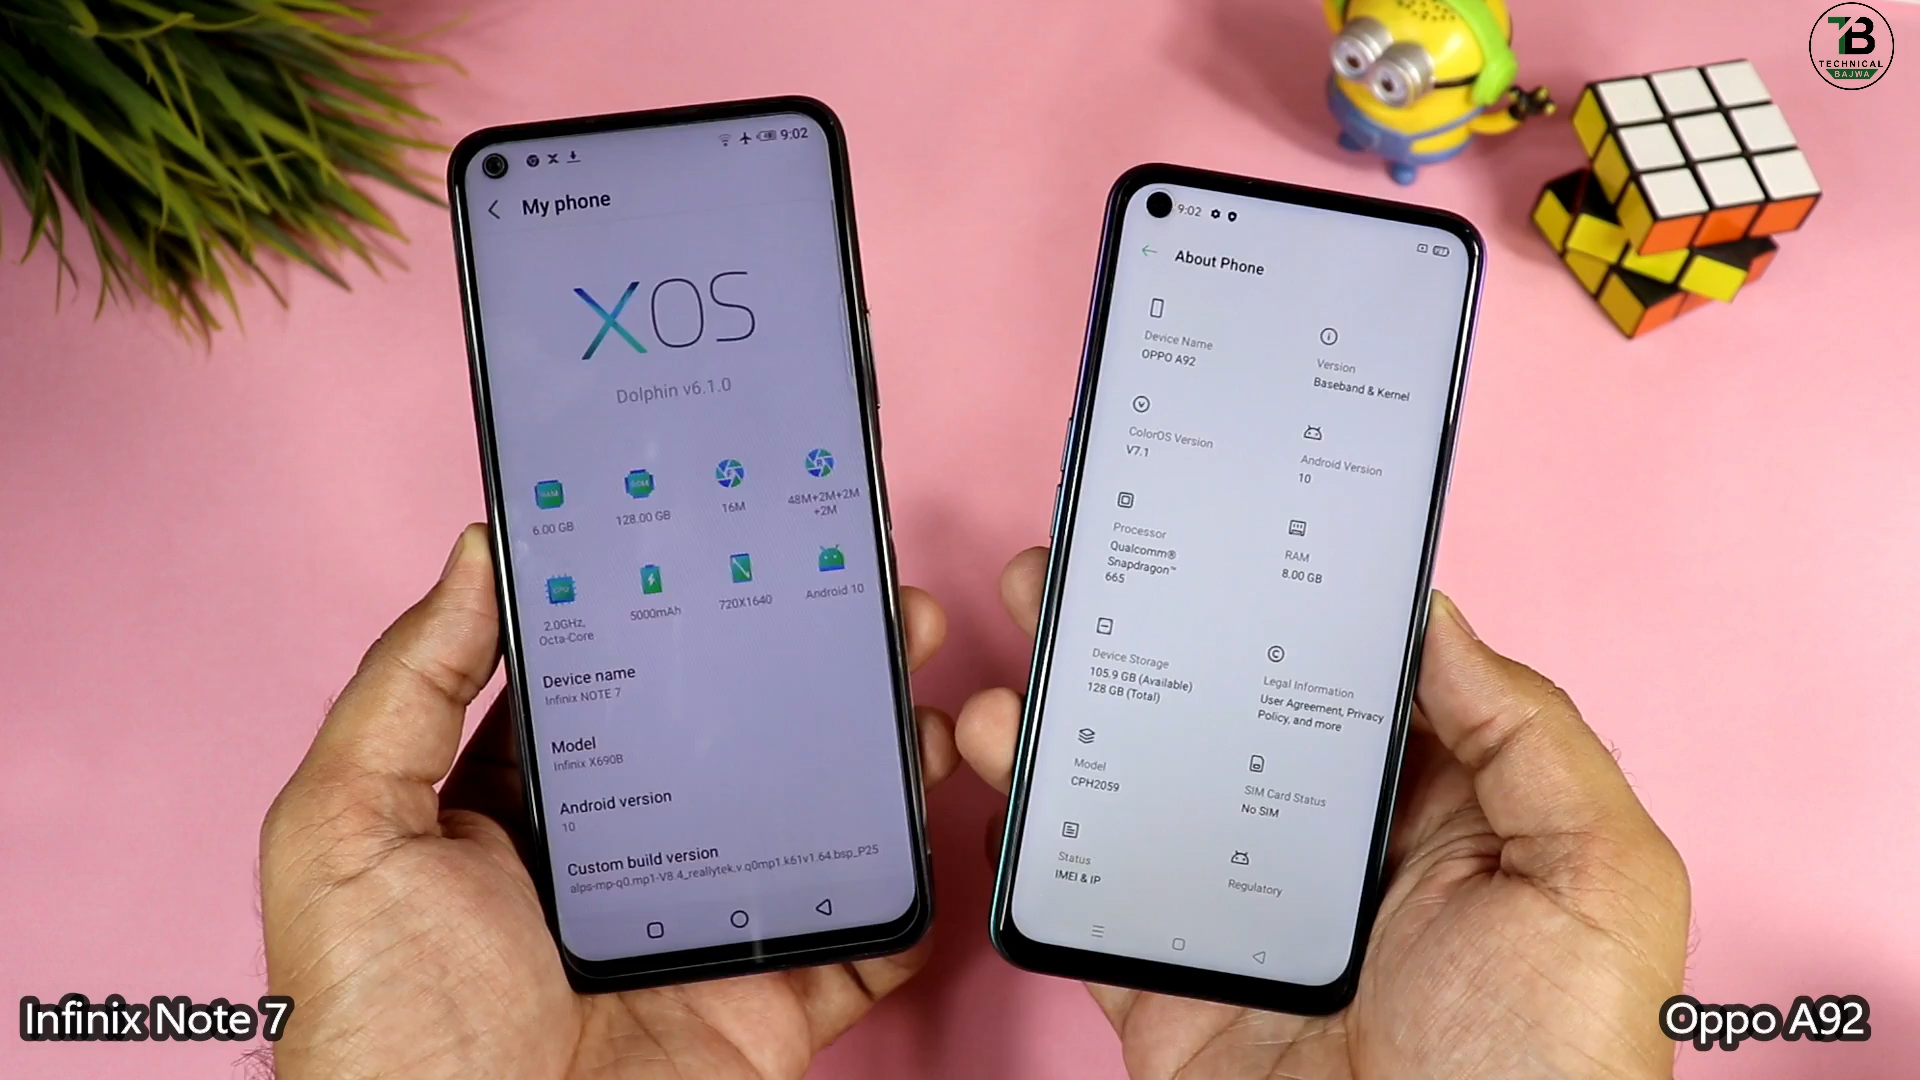 TB
TECHNICAL
BAJWA
9:02
My phone
XOS
Dolphin v6.1.0
6.00 GB
128.00 GB
16M
48M+2M+2M
+2M
2.0GHz,
Octa-Core
5000mAh
720X1640
Android 10
Device name
Infinix NOTE 7
Model
Infinix X690B
Android version
10
Custom build version
alps-mp-q0.mp1-V8.4_reallytek.v.q0mp1.k61v1.64.bsp_P25
9:02
About Phone
Device Name
OPPO A92
Version
Baseband & Kernel
ColorOS Version
V7.1
Android Version
10
Processor
Qualcomm®
Snapdragon™
665
RAM
8.00 GB
Device Storage
105.9 GB (Available)
128 GB (Total)
Legal Information
User Agreement, Privacy
Policy, and more
Model
CPH2059
SIM Card Status
No SIM
Status
IMEI & IP
Regulatory
Infinix Note 7
Oppo A92